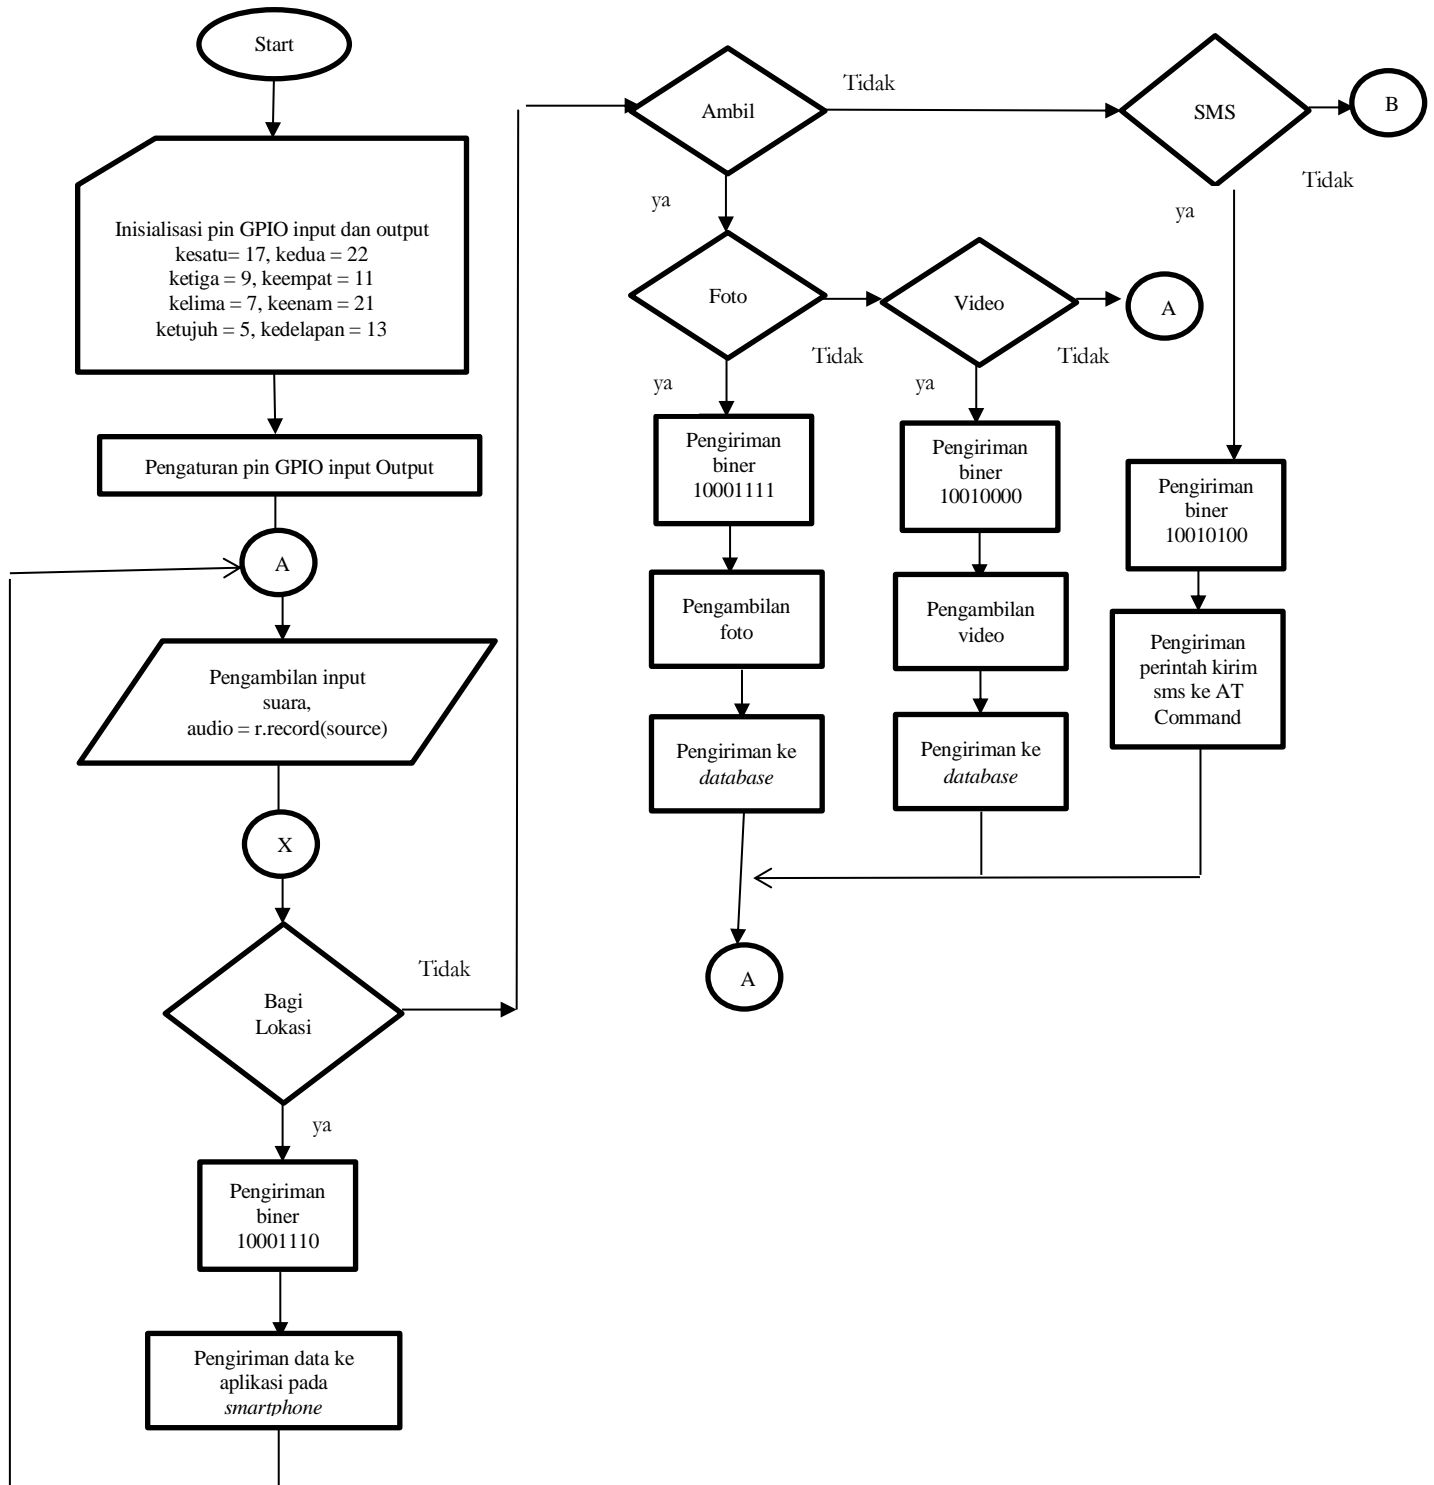 Start
Inisialisasi pin GPIO input dan output
kesatu= 17, kedua = 22
ketiga = 9, keempat = 11
kelima = 7, keenam = 21
ketujuh = 5, kedelapan = 13
Pengaturan pin GPIO input Output
A
Pengambilan input
suara,
audio = r.record(source)
X
Bagi
Lokasi
Tidak
ya
Pengiriman
biner
10001110
Pengiriman data ke
aplikasi pada
smartphone
Ambil
Tidak
ya
Foto
Tidak
ya
Pengiriman
biner
10001111
Pengambilan
foto
Pengiriman ke
database
A
Video
Tidak
A
ya
Pengiriman
biner
10010000
Pengambilan
video
Pengiriman ke
database
SMS
B
Tidak
ya
Pengiriman
biner
10010100
Pengiriman
perintah kirim
sms ke AT
Command